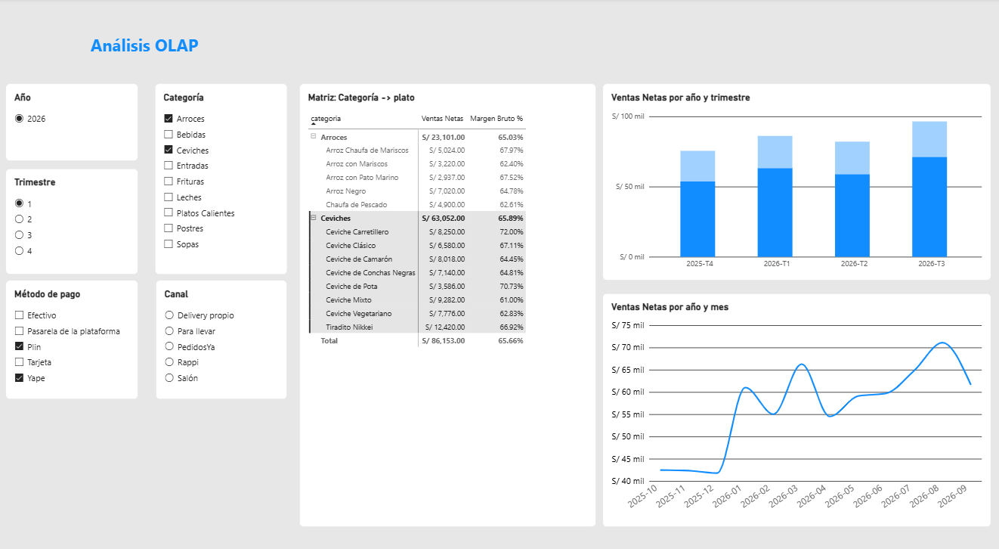 Análisis OLAP
Año
2026
Trimestre
1
2
3
4
Método de pago
Efectivo
Pasarela de la plataforma
Plin
Tarjeta
Yape
Categoría
Arroces
Bebidas
Ceviches
Entradas
Frituras
Leches
Platos Calientes
Postres
Sopas
Canal
Delivery propio
Para llevar
PedidosYa
Rappi
Salón
Matriz: Categoría -> plato
categoria Ventas Netas Margen Bruto %
Arroces S/ 23,101.00 65.03%
Arroz Chaufa de Mariscos S/ 5,024.00 67.97%
Arroz con Mariscos S/ 3,220.00 62.40%
Arroz con Pato Marino S/ 2,937.00 67.52%
Arroz Negro S/ 7,020.00 64.78%
Chaufa de Pescado S/ 4,900.00 62.61%
Ceviches S/ 63,052.00 65.89%
Ceviche Carretillero S/ 8,250.00 72.00%
Ceviche Clásico S/ 6,580.00 67.11%
Ceviche de Camarón S/ 8,018.00 64.45%
Ceviche de Conchas Negras S/ 7,140.00 64.81%
Ceviche de Pota S/ 3,586.00 70.73%
Ceviche Mixto S/ 9,282.00 61.00%
Ceviche Vegetariano S/ 7,776.00 62.83%
Tiradito Nikkei S/ 12,420.00 66.92%
Total S/ 86,153.00 65.66%
Ventas Netas por año y trimestre
S/ 100 mil
S/ 50 mil
S/ 0 mil
2025-T4 2026-T1 2026-T2 2026-T3
Ventas Netas por año y mes
S/ 75 mil
S/ 70 mil
S/ 65 mil
S/ 60 mil
S/ 55 mil
S/ 50 mil
S/ 45 mil
S/ 40 mil
2025-10 2025-11 2025-12 2026-01 2026-02 2026-03 2026-04 2026-05 2026-06 2026-07 2026-08 2026-09